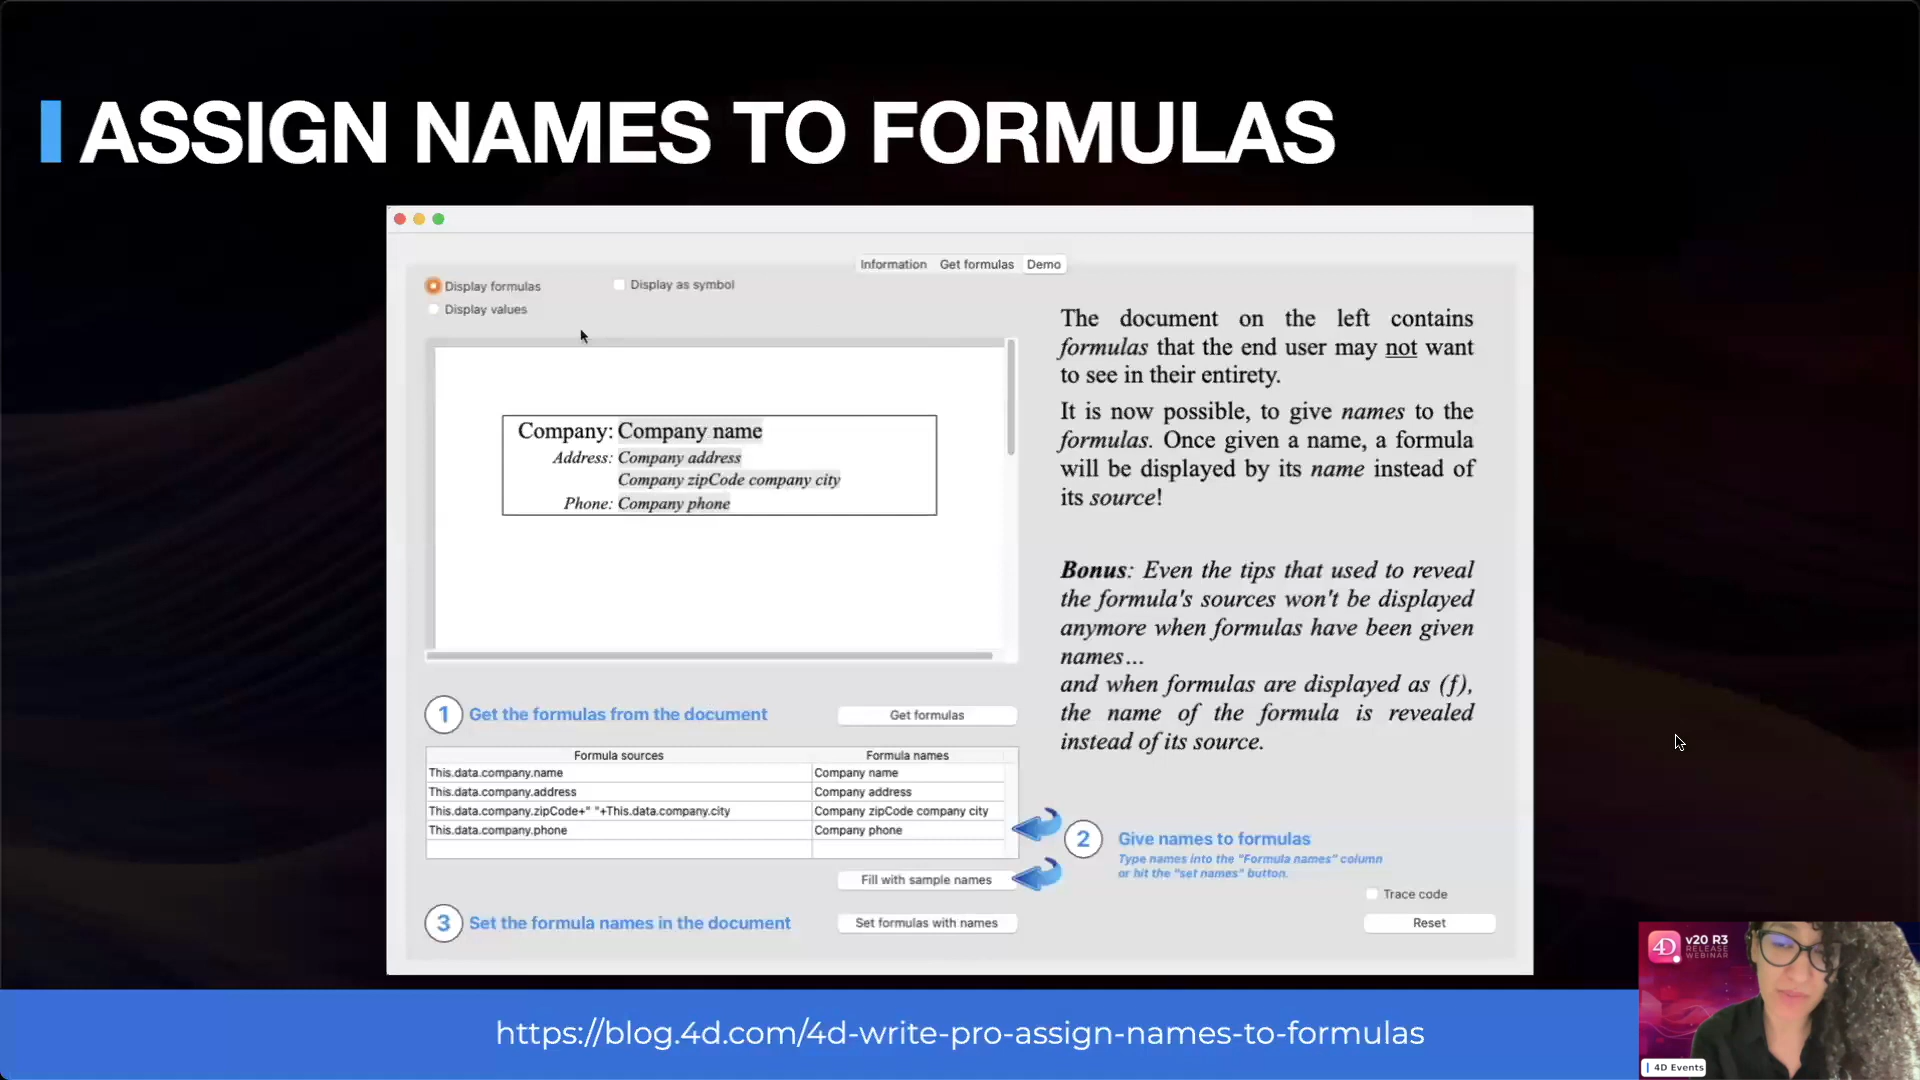 ASSIGN NAMES TO FORMULAS
Information Get formulas Demo
Display formulas
Display as symbol
Display values
Company: Company name
Address: Company address
Company zipCode company city
Phone: Company phone
The document on the left contains
formulas that the end user may not want
to see in their entirety.
It is now possible, to give names to the
formulas. Once given a name, a formula
will be displayed by its name instead of
its source!
Bonus: Even the tips that used to reveal
the formula's sources won't be displayed
anymore when formulas have been given
names...
and when formulas are displayed as (f),
the name of the formula is revealed
instead of its source.
1 Get the formulas from the document
Get formulas
Formula sources Formula names
This.data.company.name Company name
This.data.company.address Company address
This.data.company.zipCode+" "+This.data.company.city Company zipCode company city
This.data.company.phone Company phone
2 Give names to formulas
Type names into the "Formula names" column
or hit the "set names" button.
Fill with sample names
Trace code
3 Set the formula names in the document
Set formulas with names
Reset
4D v20 R3
RELEASE
WEBINAR
4D Events
https://blog.4d.com/4d-write-pro-assign-names-to-formulas